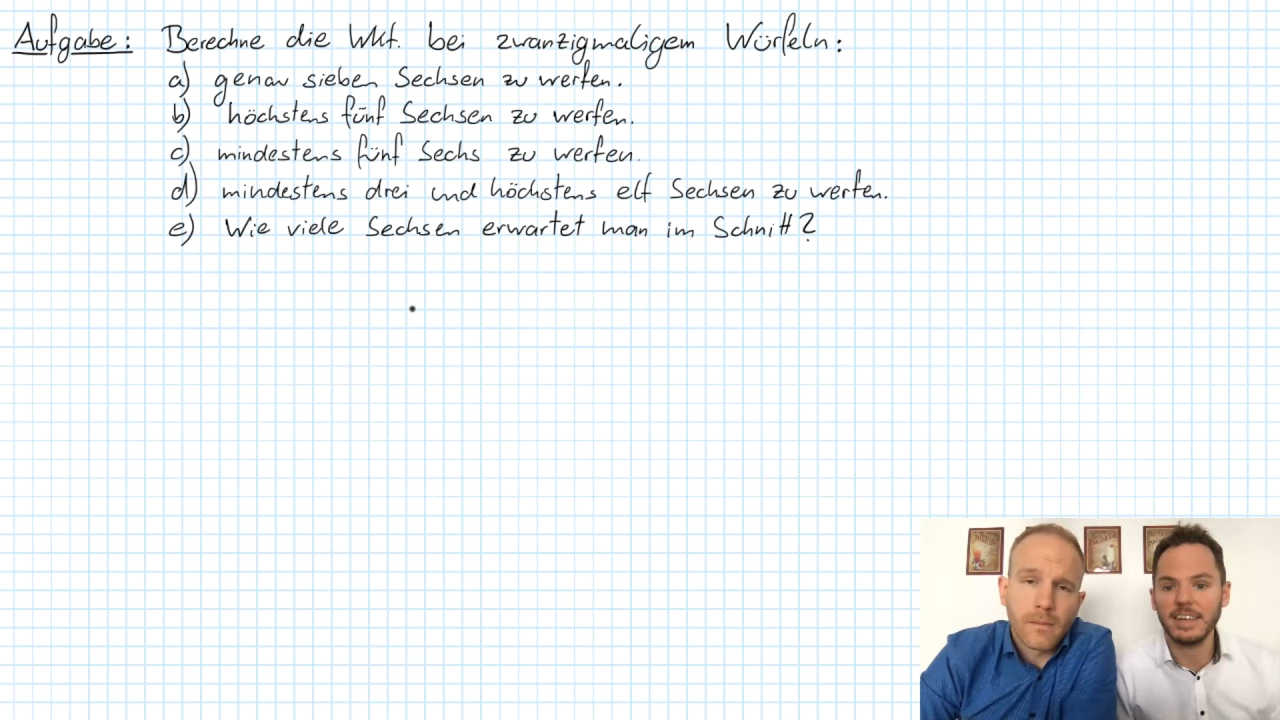 Aufgabe: Berechne die Wkt. bei zwanzigmaligem Würfeln:
a) genau sieben Sechsen zu werfen.
b) höchstens fünf Sechsen zu werfen.
c) mindestens fünf Sechs zu werfen.
d) mindestens drei und höchstens elf Sechsen zu werfen.
e) Wie viele Sechsen erwartet man im Schnitt?